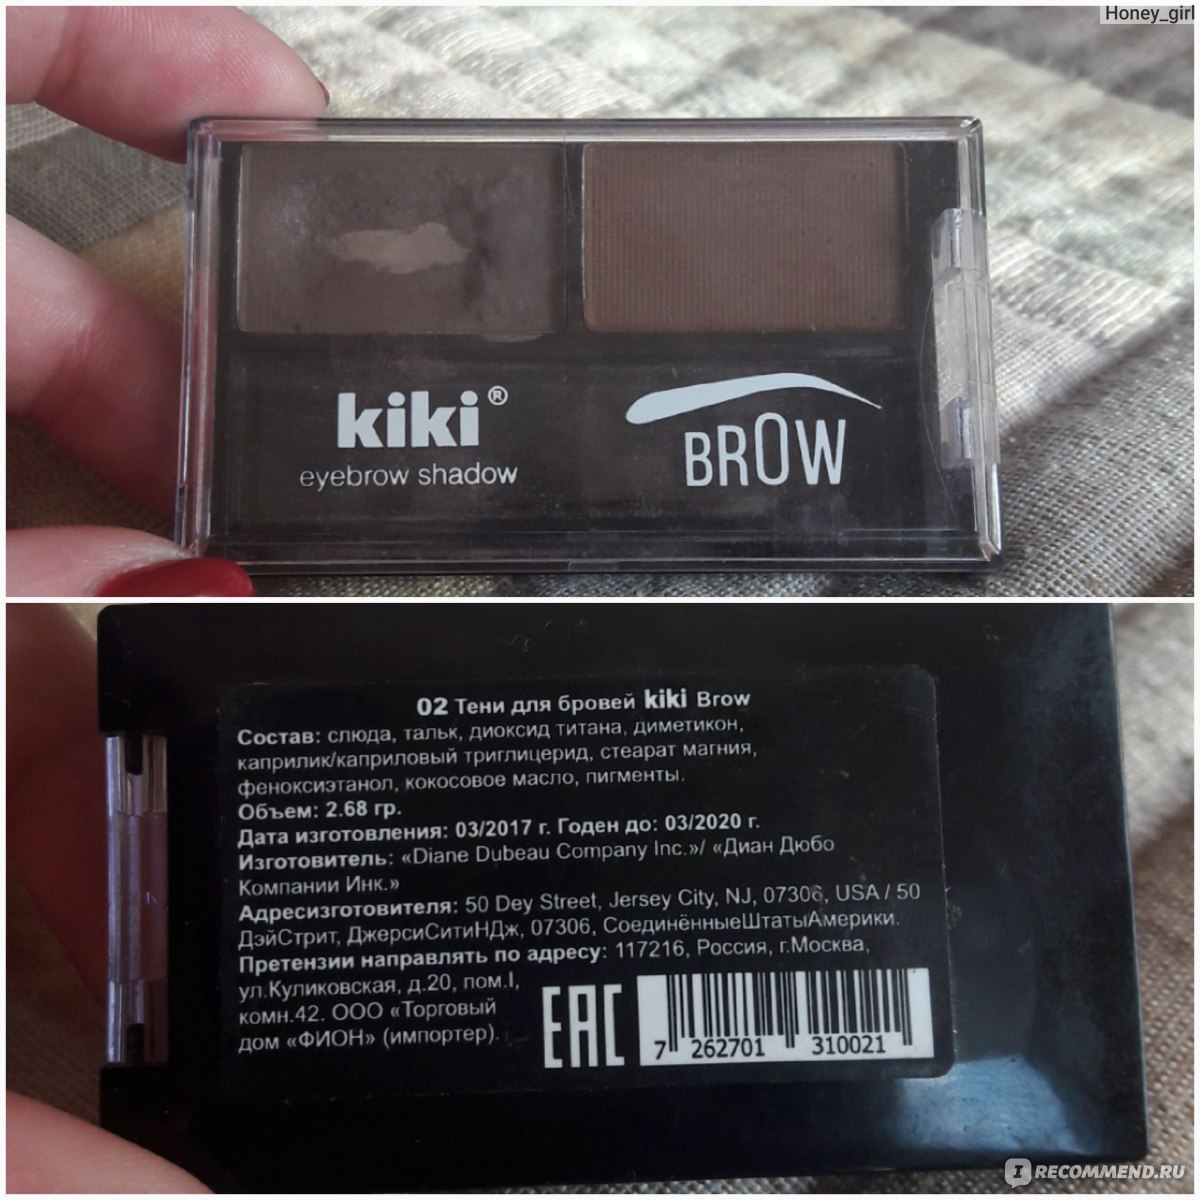 Honey_girl
kiki®
eyebrow shadow
BROW
02 Тени для бровей kiki Brow
Состав: слюда, тальк, диоксид титана, диметикон,
каприлик/каприловый триглицерид, стеарат магния,
феноксиэтанол, кокосовое масло, пигменты.
Объем: 2.68 гр.
Дата изготовления: 03/2017 г. Годен до: 03/2020 г.
Изготовитель: «Diane Dubeau Company Inc.»/ «Диан Дюбо
Компании Инк.»
Адресизготовителя: 50 Dey Street, Jersey City, NJ, 07306, USA / 50
ДэйСтрит, ДжерсиСитиНДж, 07306, СоединённыеШтатыАмерики.
Претензии направлять по адресу: 117216, Россия, г.Москва,
ул.Куликовская, д.20, пом.I,
комн.42. ООО «Торговый
дом «ФИОН» (импортер).
EAC
7 262701 310021
I RECOMMEND.RU